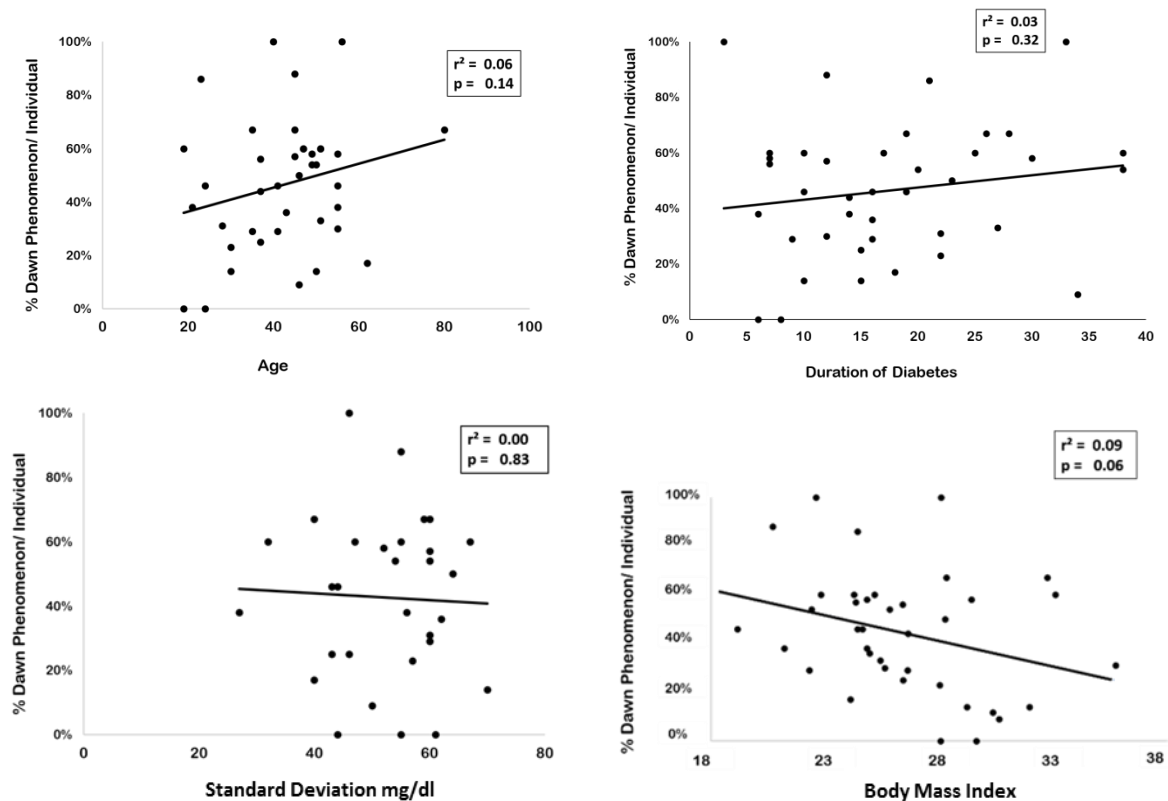 % Dawn Phenomenon/ Individual
100%
80%
60%
40%
20%
0%
0 20 40 60 80 100
Age
r² = 0.06
p = 0.14
% Dawn Phenomenon/ Individual
100%
80%
60%
40%
20%
0%
0 5 10 15 20 25 30 35 40
Duration of Diabetes
r² = 0.03
p = 0.32
% Dawn Phenomenon/ Individual
100%
80%
60%
40%
20%
0%
0 20 40 60 80
Standard Deviation mg/dl
r² = 0.00
p = 0.83
% Dawn Phenomenon/ Individual
100%
80%
60%
40%
20%
0%
18 23 28 33 38
Body Mass Index
r² = 0.09
p = 0.06